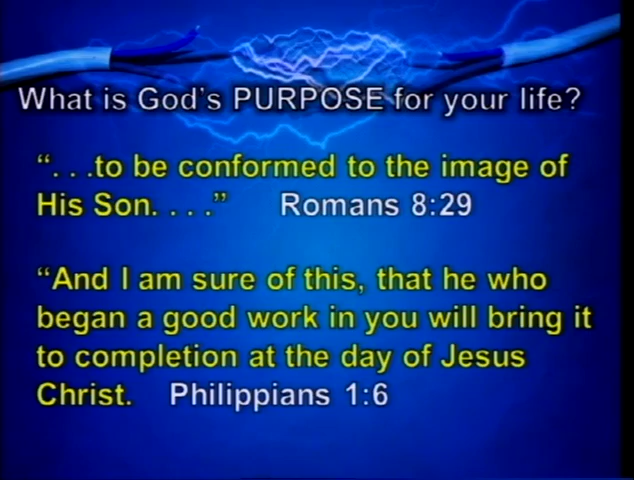 What is God's PURPOSE for your life?
“. . .to be conformed to the image of
His Son. . . .” Romans 8:29
“And I am sure of this, that he who
began a good work in you will bring it
to completion at the day of Jesus
Christ. Philippians 1:6